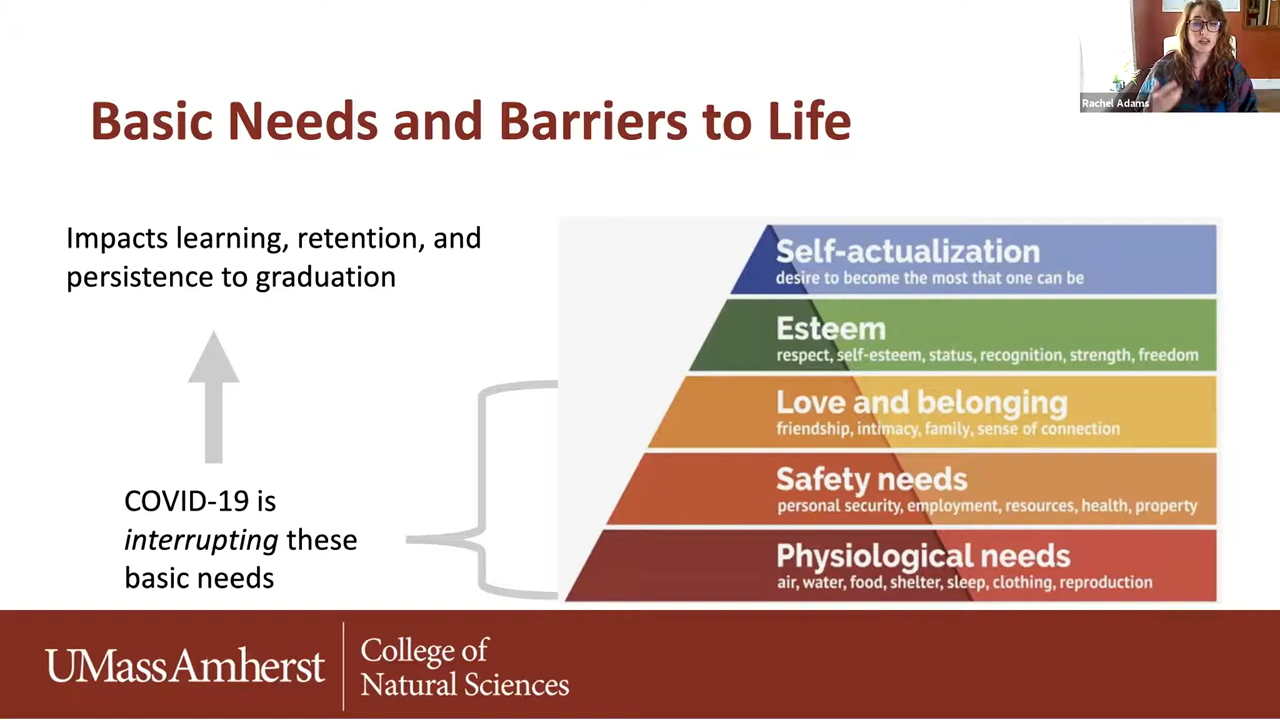 Rachel Adams
Basic Needs and Barriers to Life
Impacts learning, retention, and
persistence to graduation
COVID-19 is
interrupting these
basic needs
Self-actualization
desire to become the most that one can be
Esteem
respect, self-esteem, status, recognition, strength, freedom
Love and belonging
friendship, intimacy, family, sense of connection
Safety needs
personal security, employment, resources, health, property
Physiological needs
air, water, food, shelter, sleep, clothing, reproduction
UMassAmherst
College of
Natural Sciences